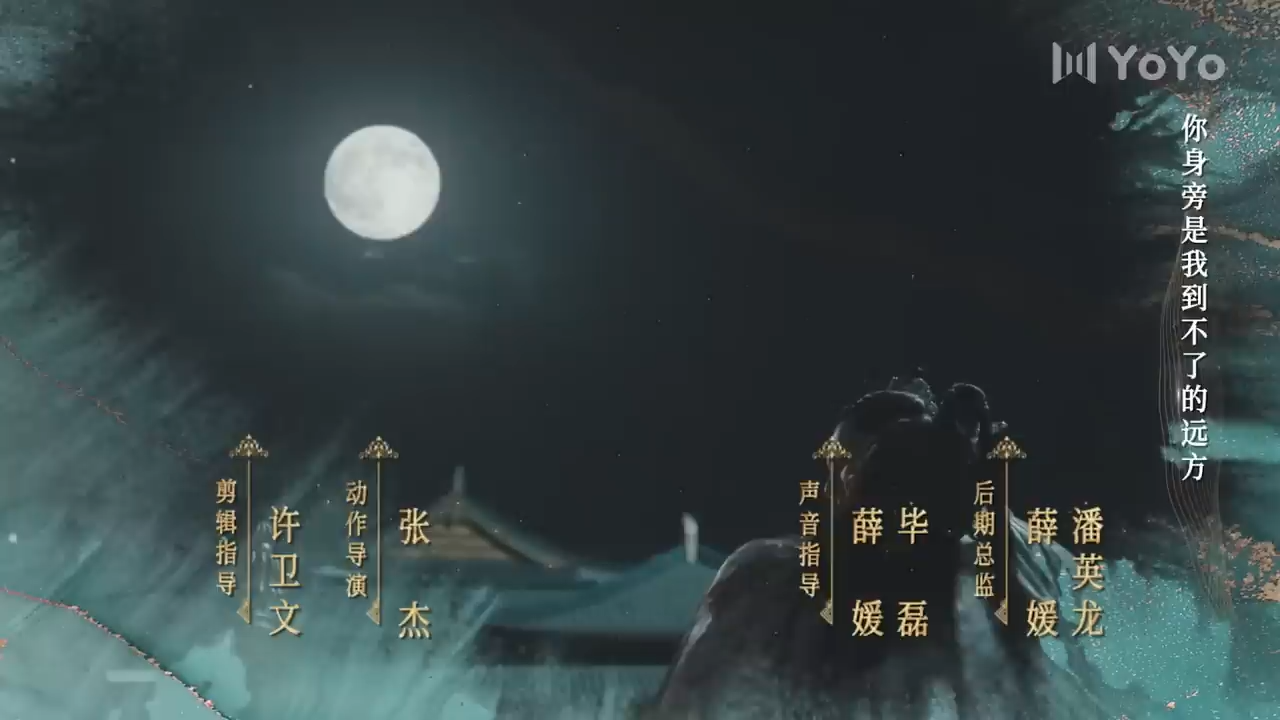 YoYo
你身旁是我到不了的远方
剪辑指导
许卫文
动作导演
张杰
声音指导
薛媛
毕磊
后期总监
薛媛
潘英龙